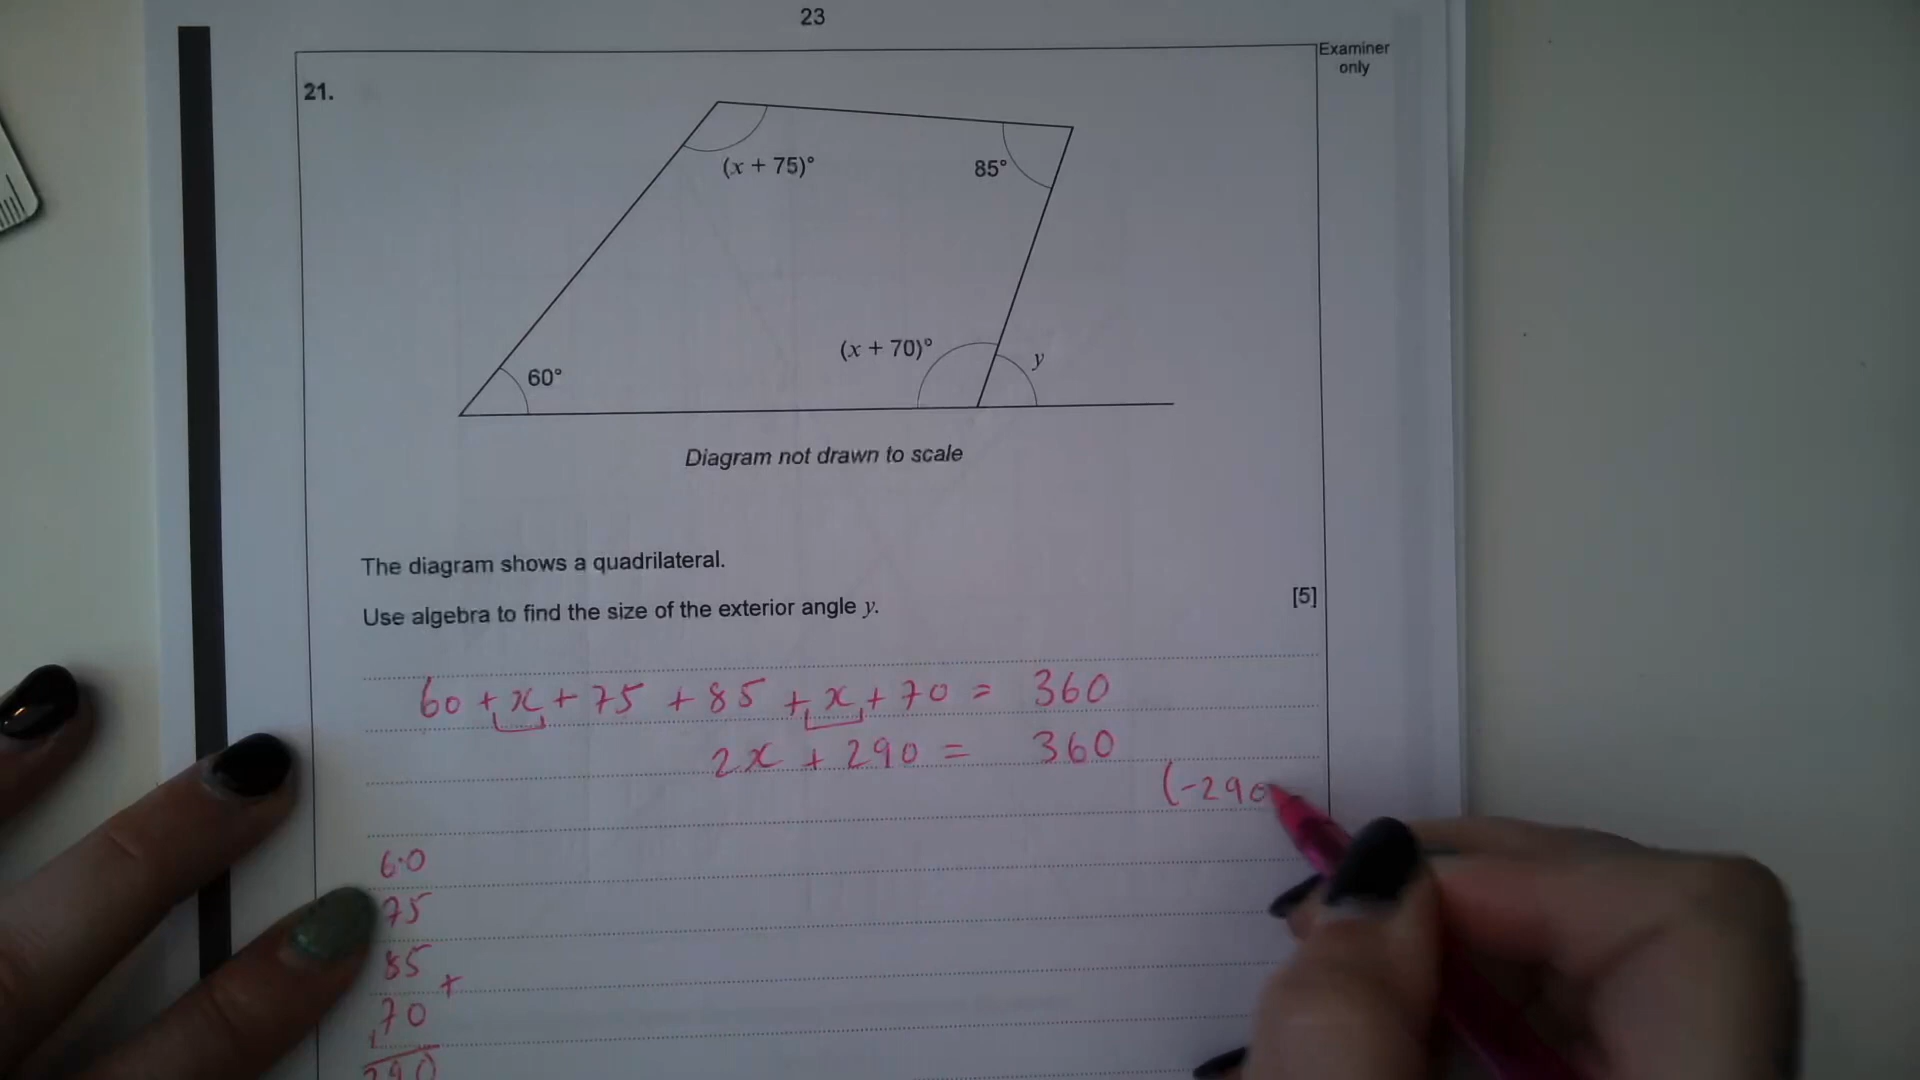 23
Examiner
only
21.
(x + 75)°
85°
(x + 70)°
y
60°
Diagram not drawn to scale
The diagram shows a quadrilateral.
Use algebra to find the size of the exterior angle y.
[5]
60 + x + 75 + 85 + x + 70 = 360
2x + 290 = 360
(-290
60
75
85
+
70
1
290